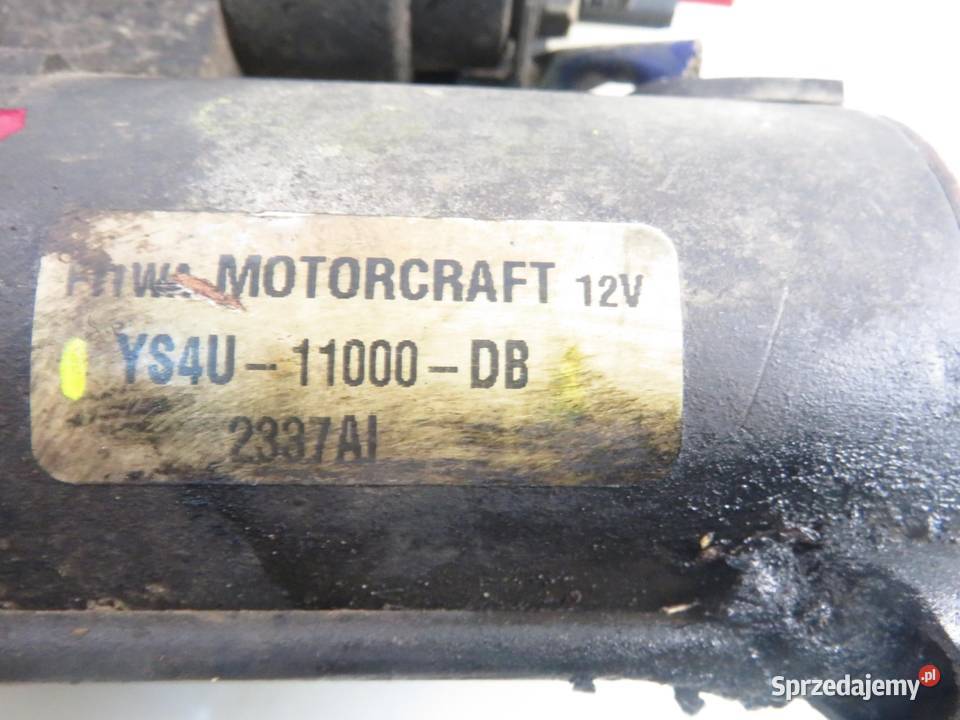 MOTORCRAFT 12V
YS4U-11000-DB
2337AI
Sprzedajemy.pl